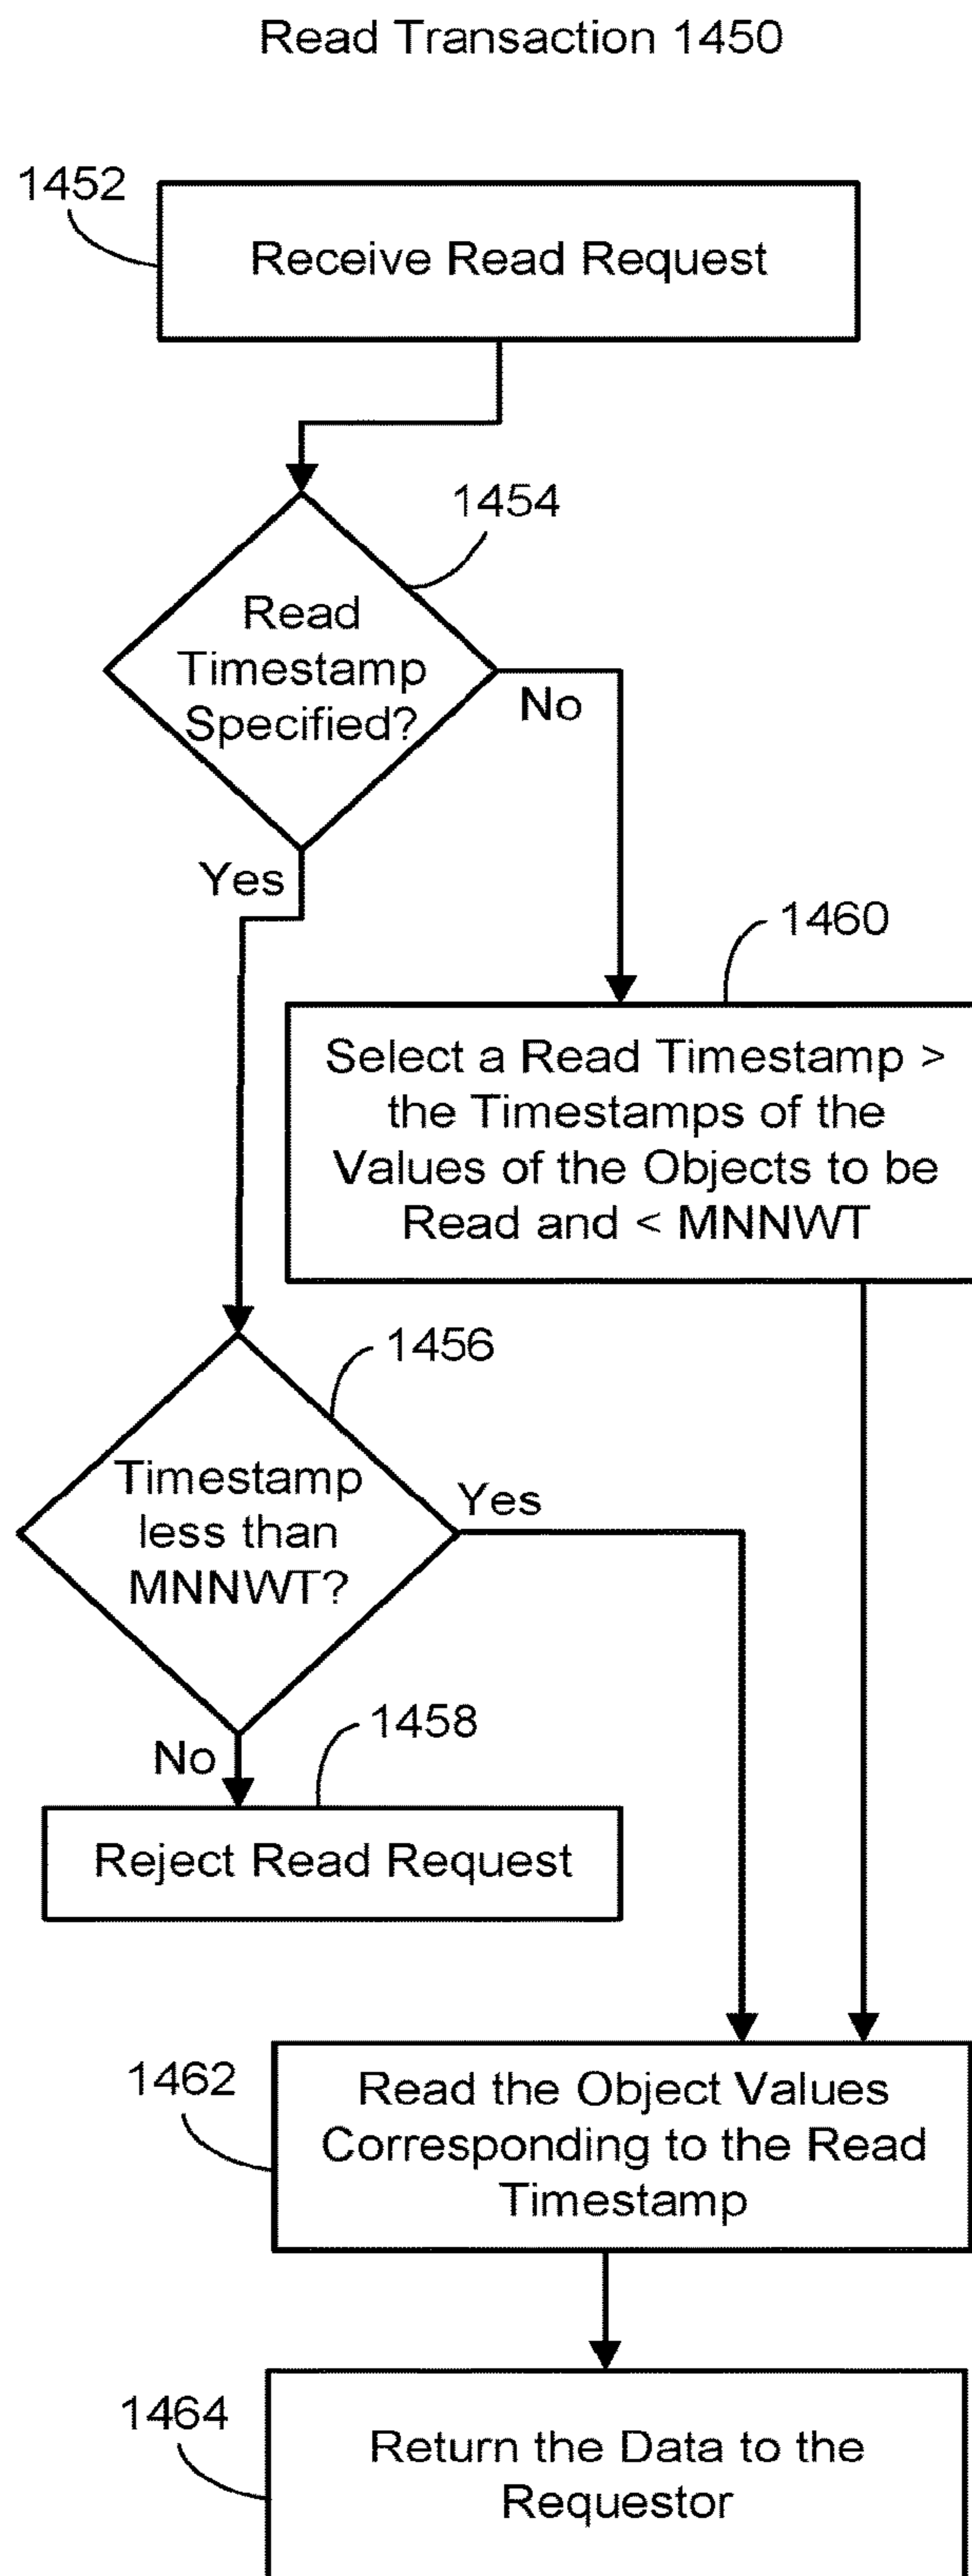 Read Transaction 1450
1452
Receive Read Request
1454
Read
Timestamp
Specified?
No
Yes
1460
Select a Read Timestamp >
the Timestamps of the
Values of the Objects to be
Read and < MNNWT
1456
Timestamp
less than
MNNWT?
Yes
No
1458
Reject Read Request
1462
Read the Object Values
Corresponding to the Read
Timestamp
1464
Return the Data to the
Requestor